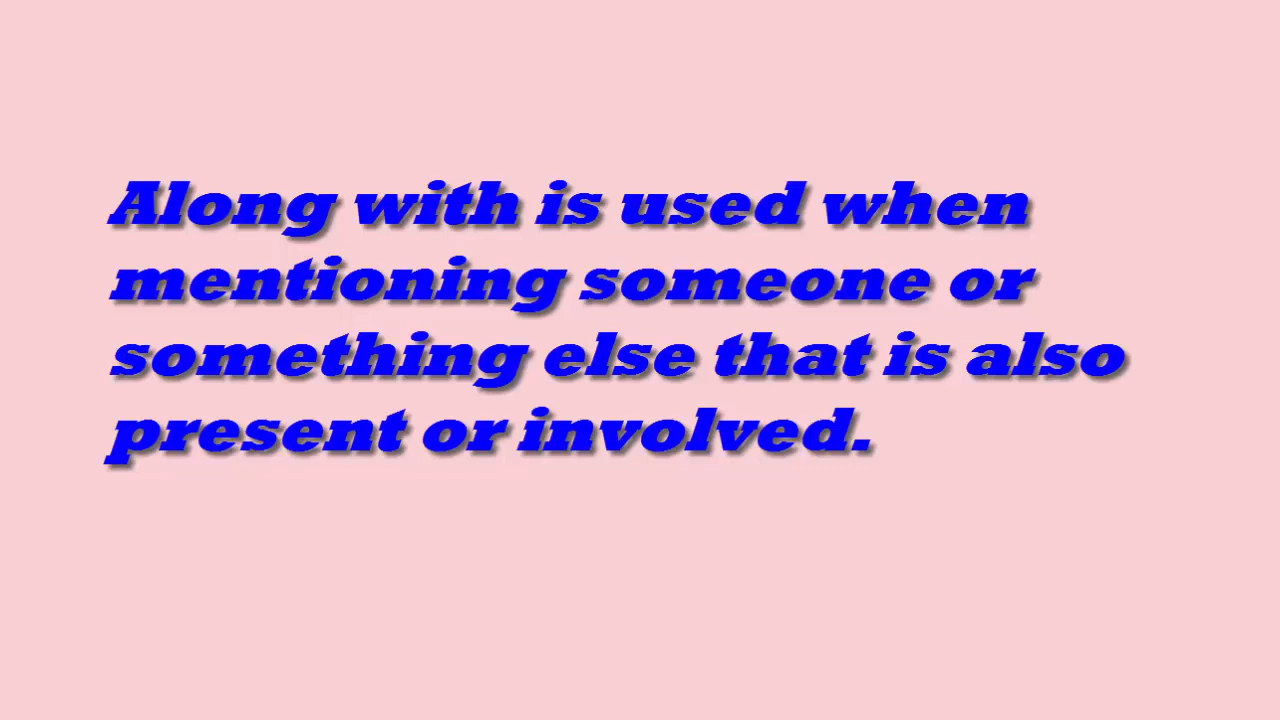 Along with is used when
mentioning someone or
something else that is also
present or involved.